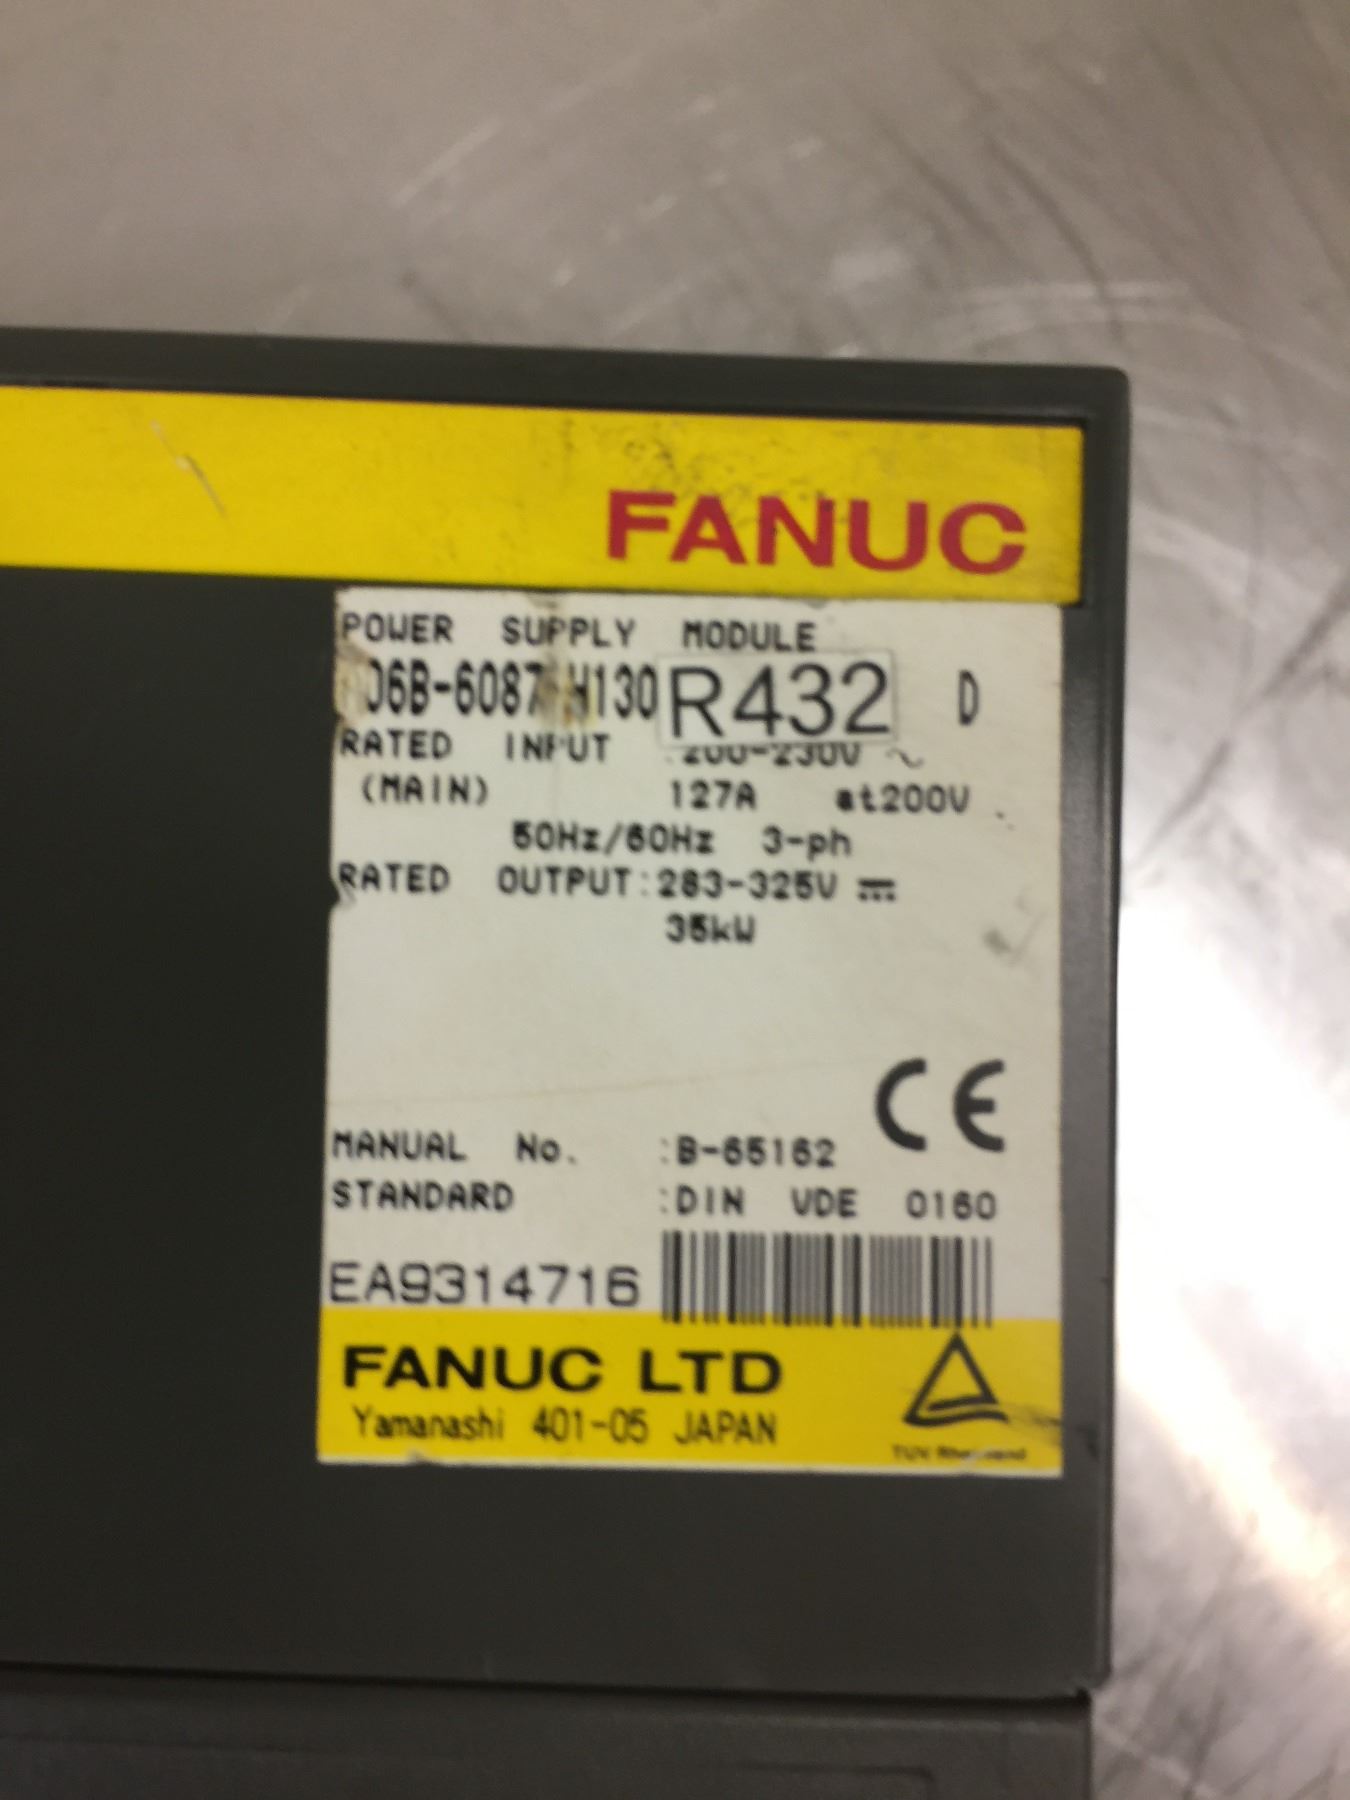 FANUC
POWER SUPPLY MODULE
06B-6087 H130 R432 D
RATED INPUT :200-230V ~
(MAIN) 127A at200V
50Hz/60Hz 3-ph
RATED OUTPUT:283-325V
35kW
CE
MANUAL No. :B-65162
STANDARD :DIN VDE 0160
EA9314716
FANUC LTD
Yamanashi 401-05 JAPAN
TUV Rheinland